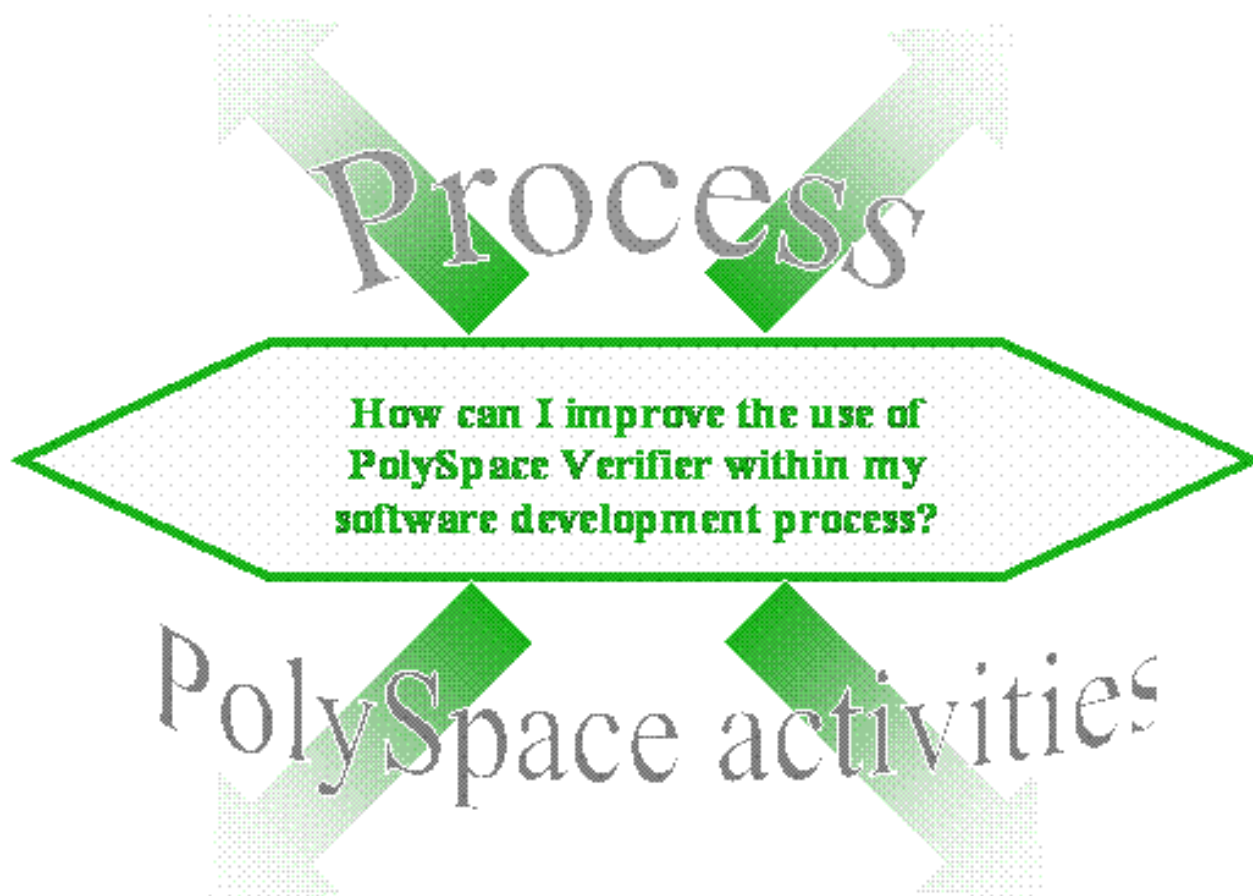 Process
How can I improve the use of
PolySpace Verifier within my
software development process?
PolySpace activities